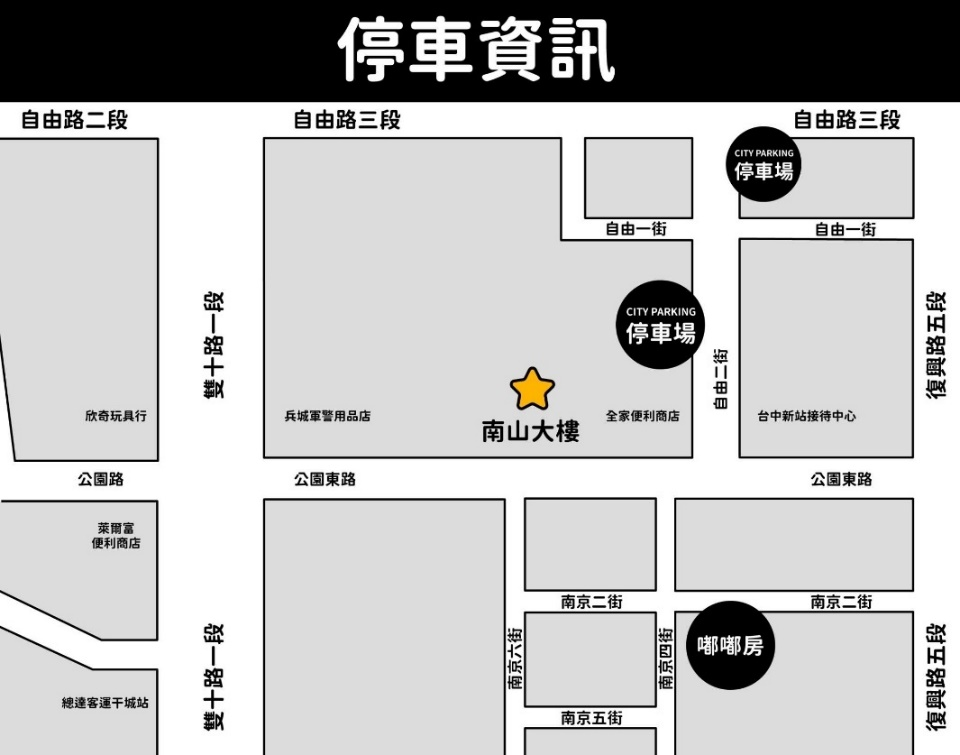 停車資訊
自由路二段
自由路三段
自由路三段
CITY PARKING
停車場
自由一街
自由一街
雙十路一段
CITY PARKING
停車場
自由二街
復興路五段
欣奇玩具行
兵城軍警用品店
南山大樓
全家便利商店
台中新站接待中心
公園路
公園東路
公園東路
萊爾富
便利商店
南京二街
南京二街
雙十路一段
南京六街
南京四街
嘟嘟房
復興路五段
總達客運干城站
南京五街